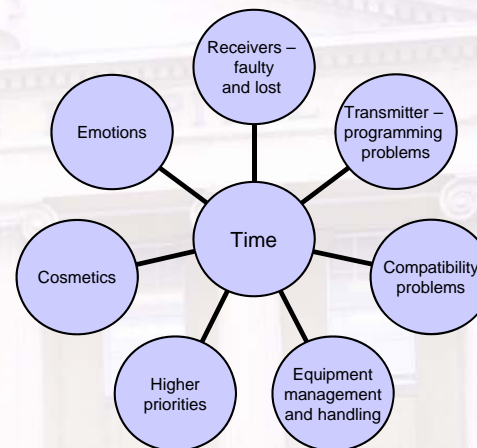 Receivers –
faulty
and lost
Transmitter –
programming
problems
Compatibility
problems
Equipment
management
and handling
Higher
priorities
Cosmetics
Emotions
Time